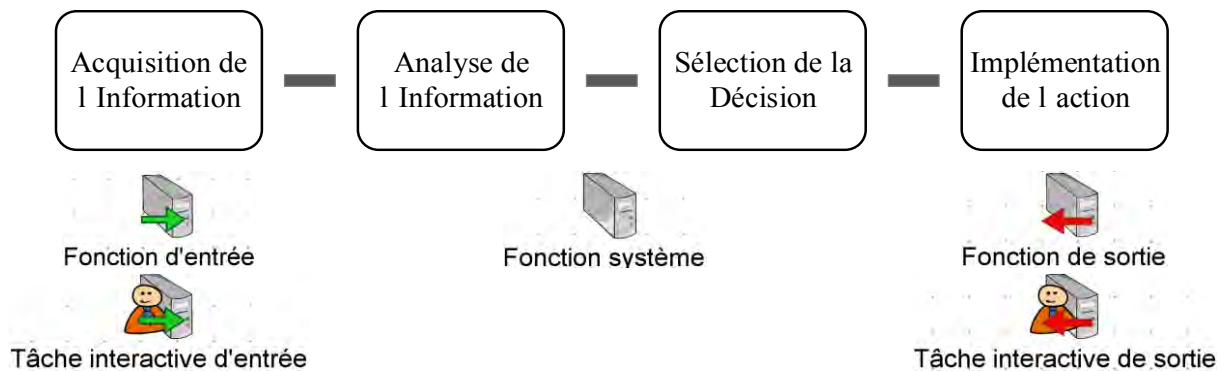 Acquisition de
l Information
Analyse de
l Information
Sélection de la
Décision
Implémentation
de l action
Fonction d'entrée
Fonction système
Fonction de sortie
Tâche interactive d'entrée
Tâche interactive de sortie